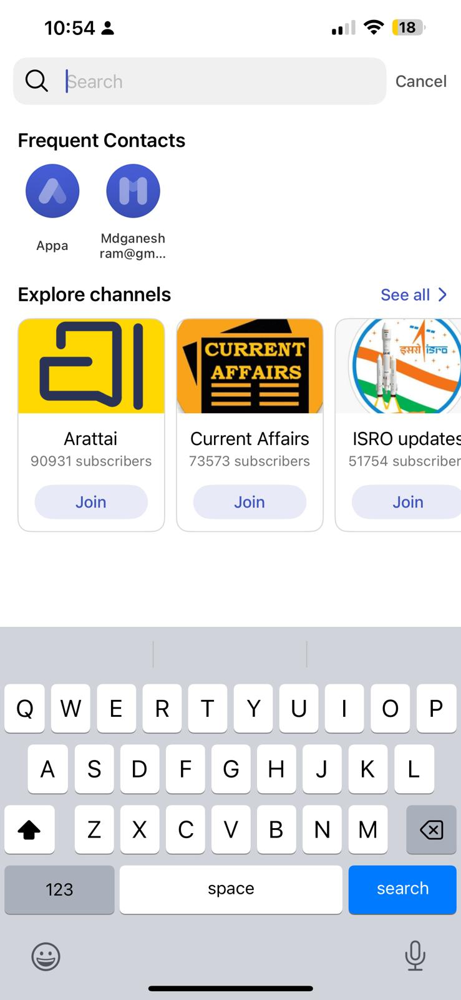 10:54
18
Search
Cancel
Frequent Contacts
Appa
Mdganesh
ram@gm...
Explore channels
See all
CURRENT
AFFAIRS
इसरो isro
Arattai
90931 subscribers
Join
Current Affairs
73573 subscribers
Join
ISRO updates
51754 subscriber
Join
Q W E R T Y U I O P
A S D F G H J K L
Z X C V B N M
123
space
search